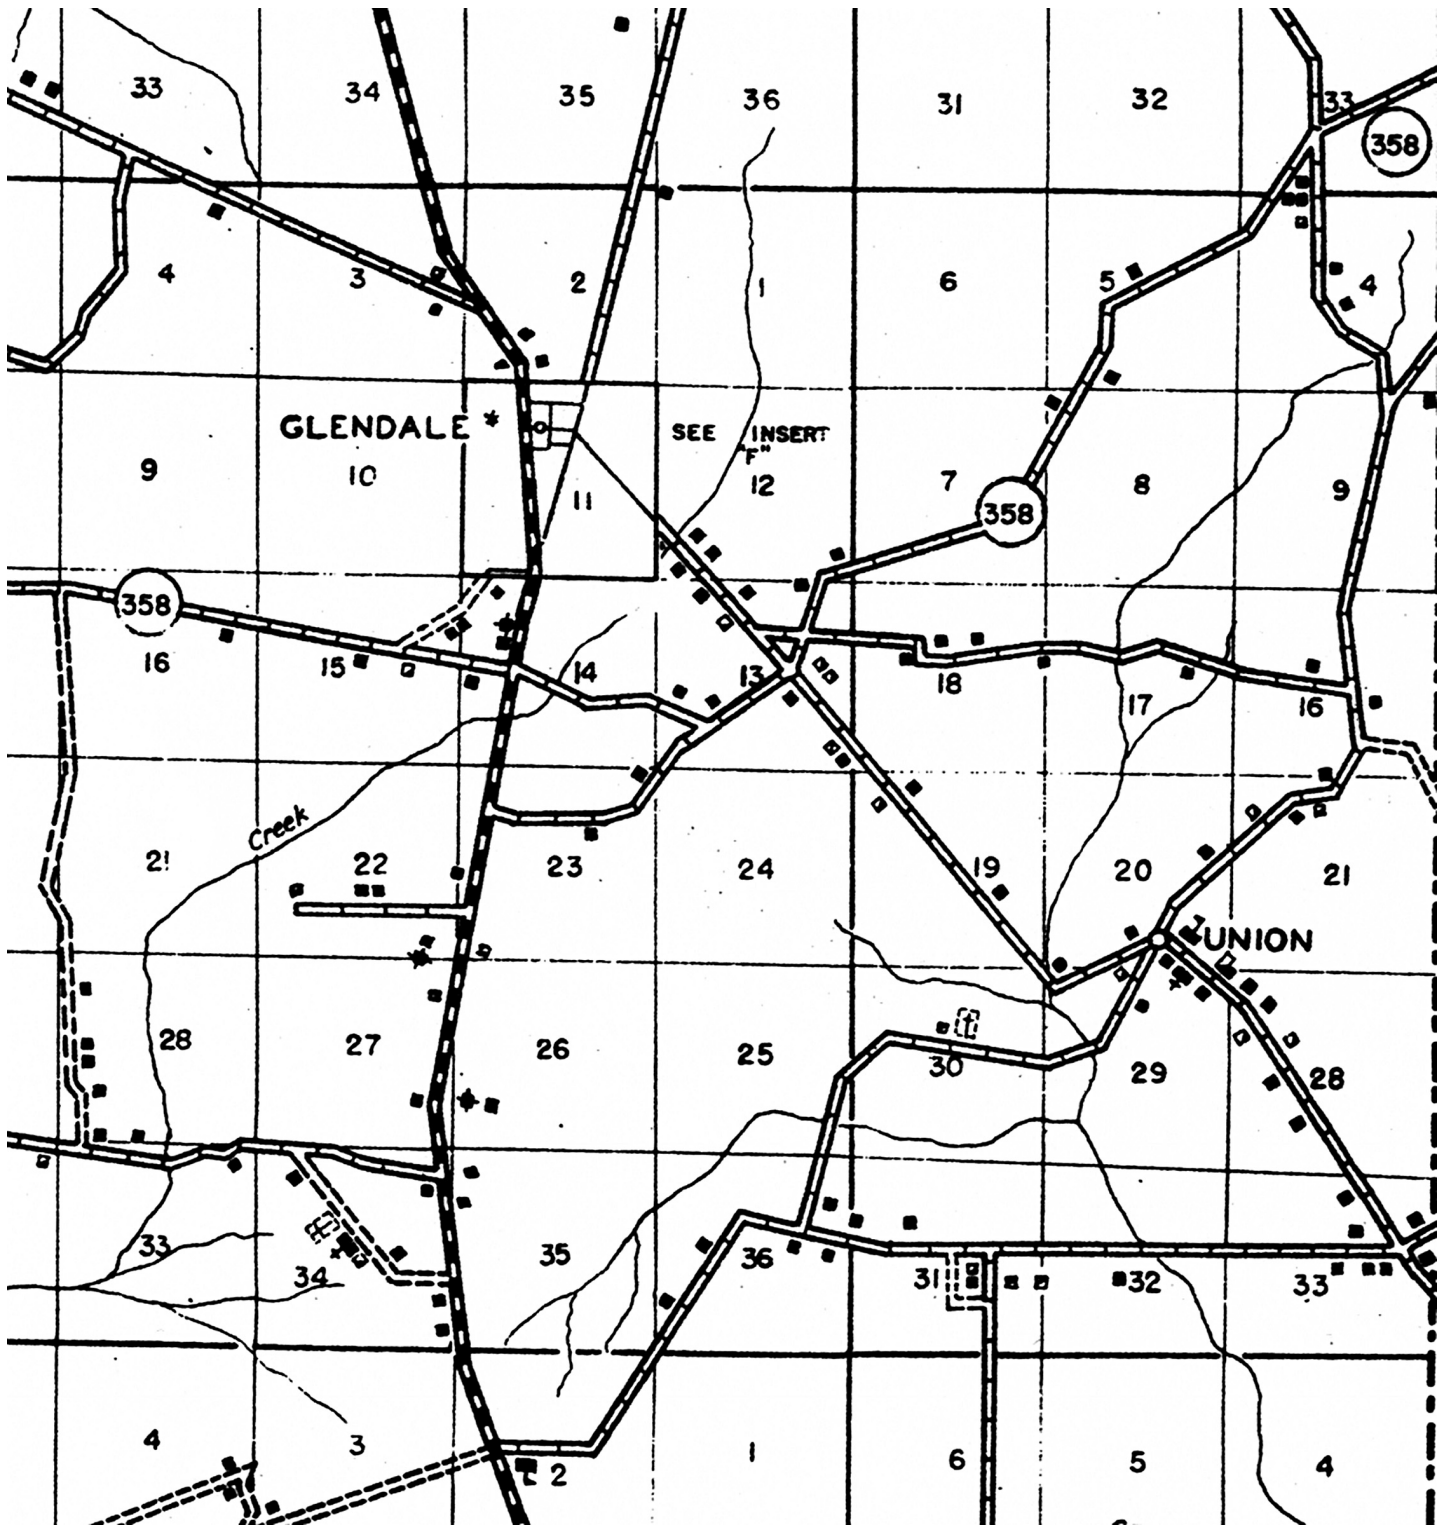 33 34 35 36 31 32 33
358
4 3 2 1 6 5 4
GLENDALE *
SEE INSERT
"F"
9 10 11 12 7 8 9
358
358
16 15 14 13 18 17 16
Creek
21 22 23 24 19 20 21
UNION
28 27 26 25 30 29 28
33 34 35 36 31 32 33
4 3 2 1 6 5 4